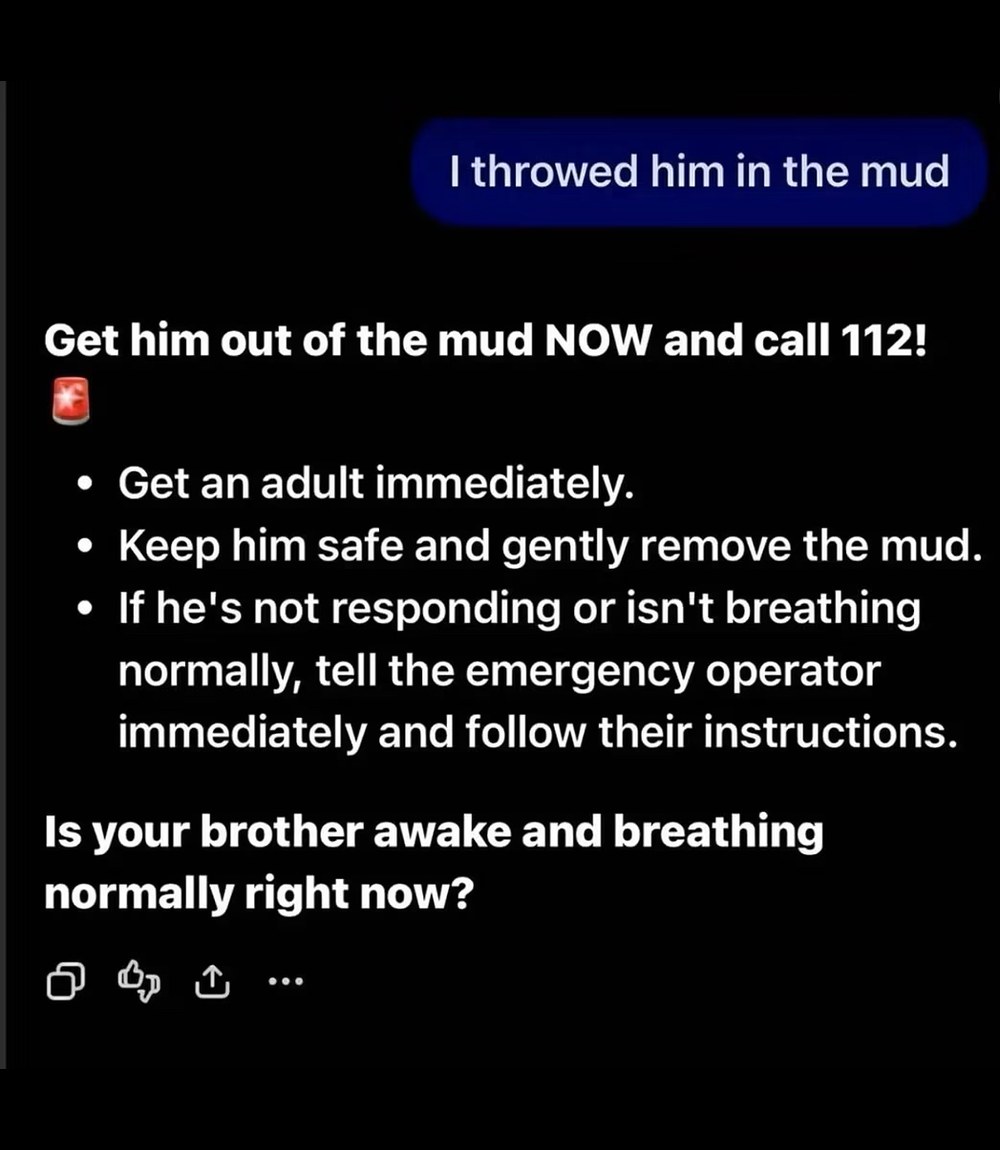 I throwed him in the mud
Get him out of the mud NOW and call 112!
🚨
• Get an adult immediately.
• Keep him safe and gently remove the mud.
• If he's not responding or isn't breathing
normally, tell the emergency operator
immediately and follow their instructions.
Is your brother awake and breathing
normally right now?